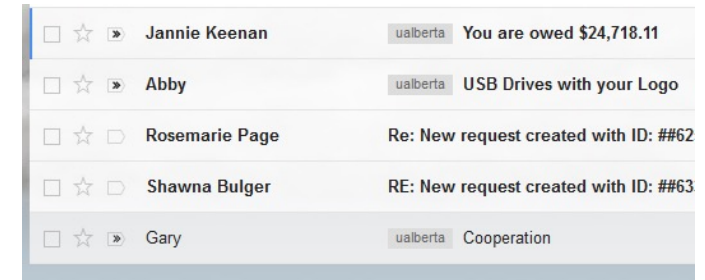 Jannie Keenan ualberta You are owed $24,718.11
Abby ualberta USB Drives with your Logo
Rosemarie Page Re: New request created with ID: ##62
Shawna Bulger RE: New request created with ID: ##63
Gary ualberta Cooperation